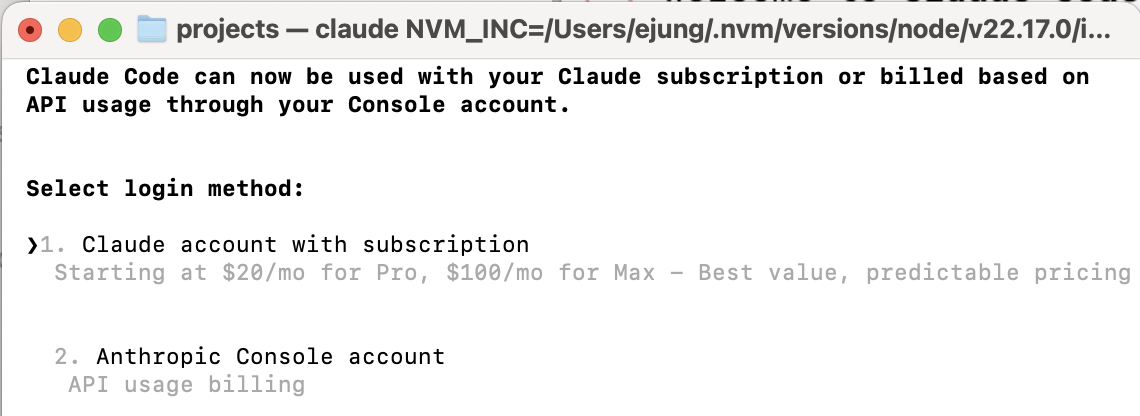 projects — claude NVM_INC=/Users/ejung/.nvm/versions/node/v22.17.0/i...
Claude Code can now be used with your Claude subscription or billed based on
API usage through your Console account.
Select login method:
❯1. Claude account with subscription
Starting at $20/mo for Pro, $100/mo for Max – Best value, predictable pricing
2. Anthropic Console account
API usage billing